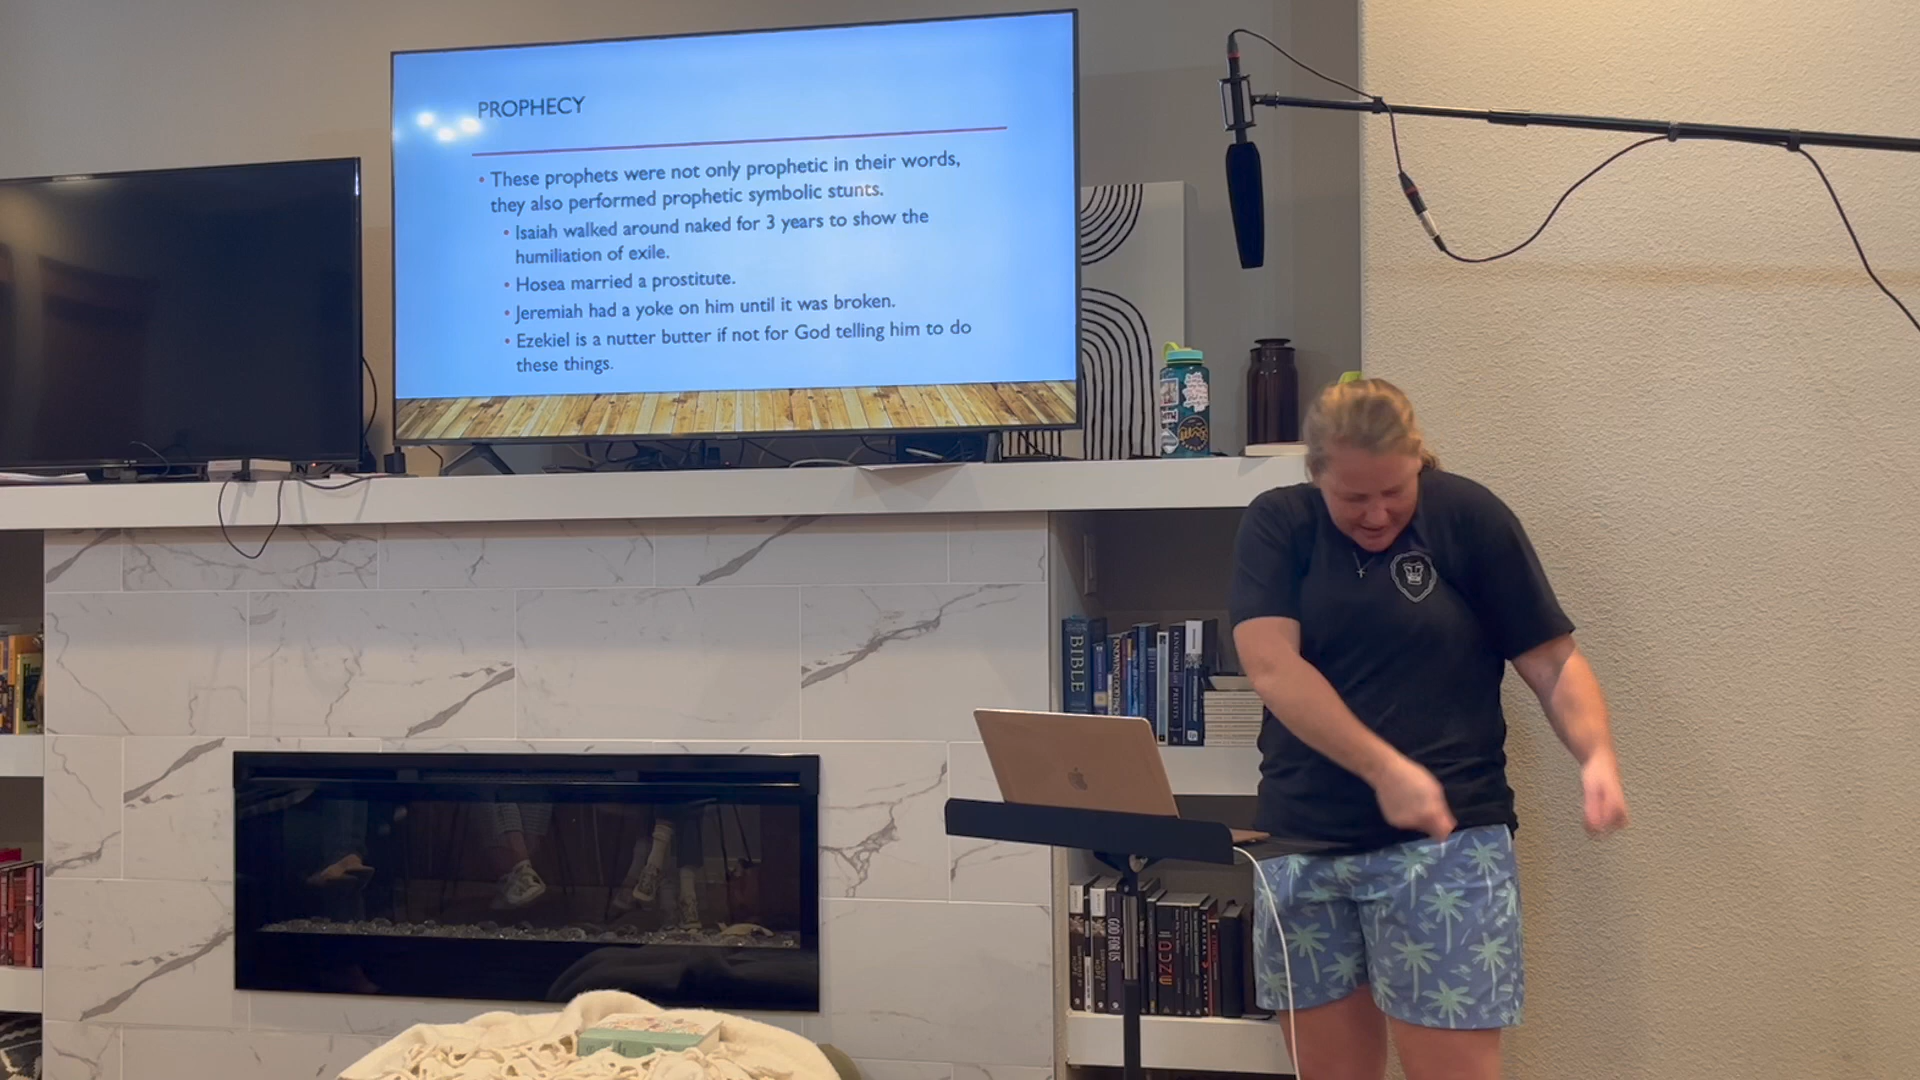 PROPHECY
• These prophets were not only prophetic in their words,
they also performed prophetic symbolic stunts.
• Isaiah walked around naked for 3 years to show the
humiliation of exile.
• Hosea married a prostitute.
• Jeremiah had a yoke on him until it was broken.
• Ezekiel is a nutter butter if not for God telling him to do
these things.
BIBLE
GOD FOR US